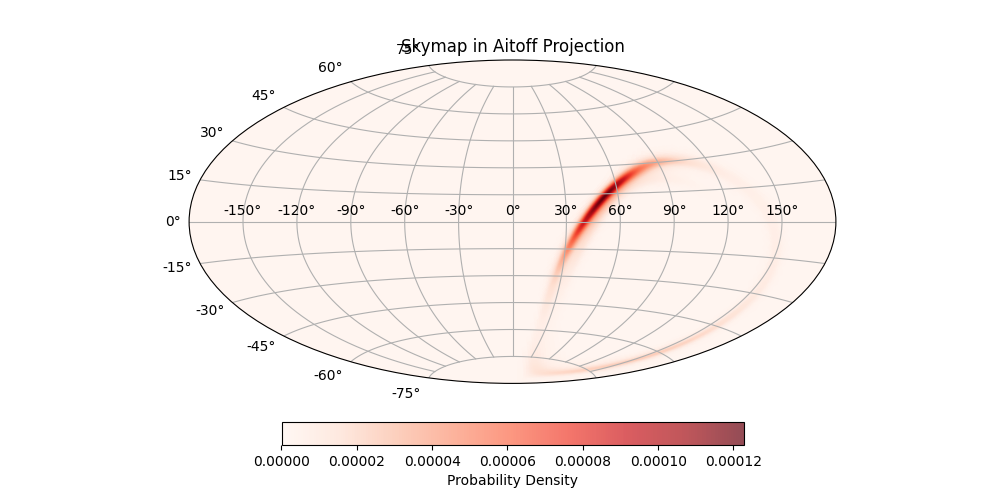 Skymap in Aitoff Projection
75°
60°
45°
30°
15°
0°
-150° -120° -90° -60° -30° 0° 30° 60° 90° 120° 150°
-15°
-30°
-45°
-60°
-75°
0.00000 0.00002 0.00004 0.00006 0.00008 0.00010 0.00012
Probability Density